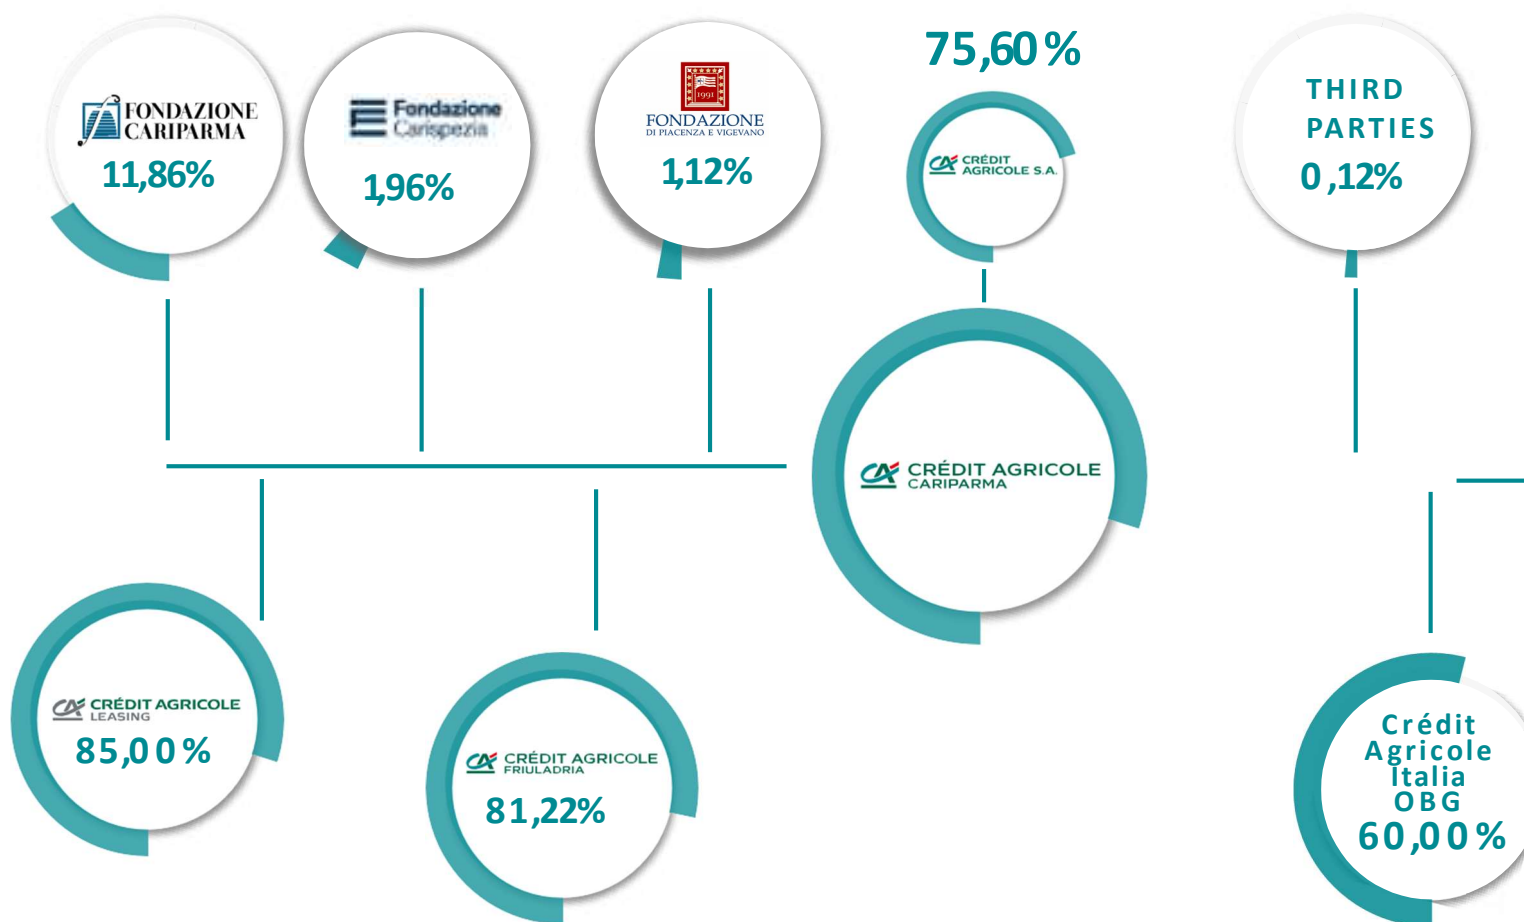 FONDAZIONE
CARIPARMA
11,86%
Fondazione
Carispezia
1,96%
1991
FONDAZIONE
DI PIACENZA E VIGEVANO
1,12%
75,60%
CRÉDIT
AGRICOLE S.A.
THIRD
PARTIES
0,12%
CRÉDIT AGRICOLE
CARIPARMA
CRÉDIT AGRICOLE
LEASING
85,00%
CRÉDIT AGRICOLE
FRIULADRIA
81,22%
Crédit
Agricole
Italia
OBG
60,00%